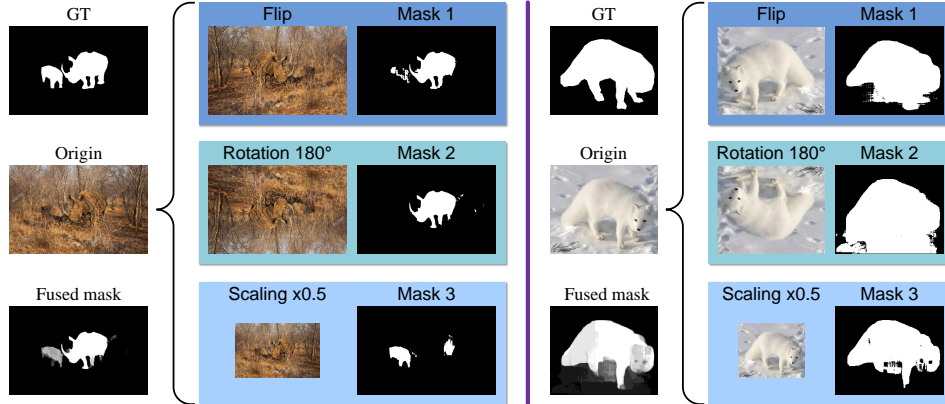 GT
Flip
Mask 1
GT
Flip
Mask 1
Origin
Rotation 180°
Mask 2
Origin
Rotation 180°
Mask 2
Fused mask
Scaling x0.5
Mask 3
Fused mask
Scaling x0.5
Mask 3